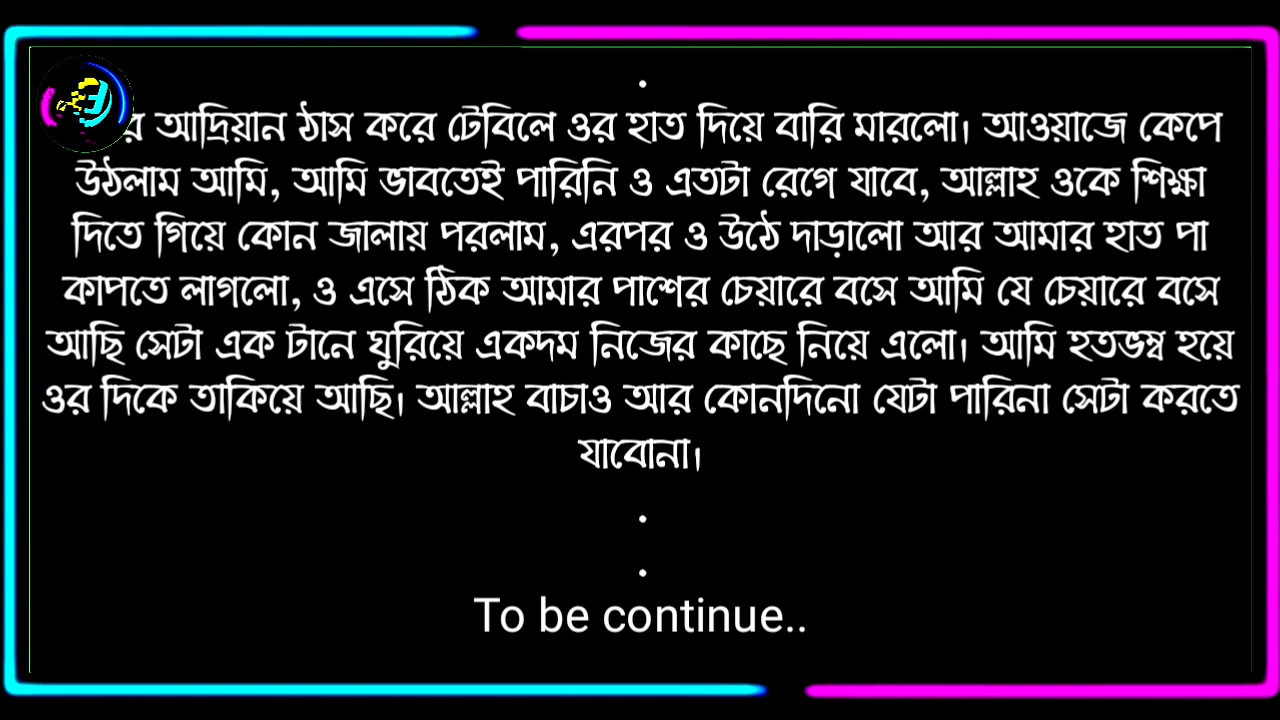 .
র আদ্রিয়ান ঠাস করে টেবিলে ওর হাত দিয়ে বারি মারলো। আওয়াজে কেপে
উঠলাম আমি, আমি ভাবতেই পারিনি ও এতটা রেগে যাবে, আল্লাহ ওকে শিক্ষা
দিতে গিয়ে কোন জালায় পরলাম, এরপর ও উঠে দাড়ালো আর আমার হাত পা
কাপতে লাগলো, ও এসে ঠিক আমার পাশের চেয়ারে বসে আমি যে চেয়ারে বসে
আছি সেটা এক টানে ঘুরিয়ে একদম নিজের কাছে নিয়ে এলো। আমি হতভম্ব হয়ে
ওর দিকে তাকিয়ে আছি। আল্লাহ বাচাও আর কোনদিনো যেটা পারিনা সেটা করতে
যাবোনা।
.
.
To be continue..